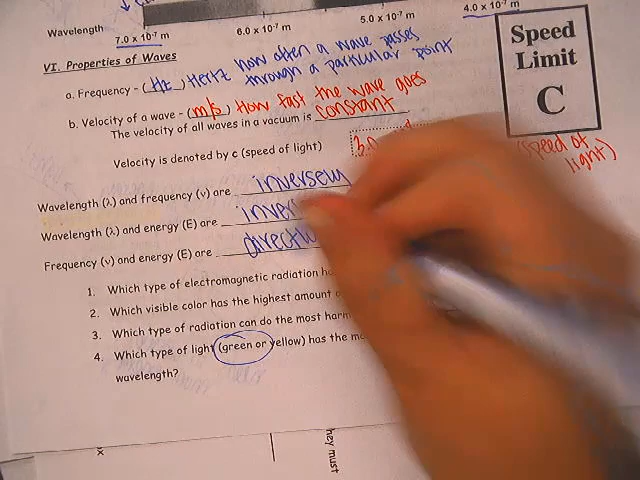 Wavelength 7.0 x 10⁻⁷ m 6.0 x 10⁻⁷ m 5.0 x 10⁻⁷ m 4.0 x 10⁻⁷ m
VI. Properties of Waves
Speed
Limit
C
(speed of
light)
a. Frequency - (Hz) Hertz how often a wave passes
through a particular point
b. Velocity of a wave - (m/s) How fast the wave goes
The velocity of all waves in a vacuum is constant
Velocity is denoted by c (speed of light) 3.0
Wavelength (λ) and frequency (ν) are inversely
Wavelength (λ) and energy (E) are
Frequency (ν) and energy (E) are
1. Which type of electromagnetic radiation
2. Which visible color has the highest amount
3. Which type of radiation can do the most
4. Which type of light (green or yellow) has the
wavelength?
hey must